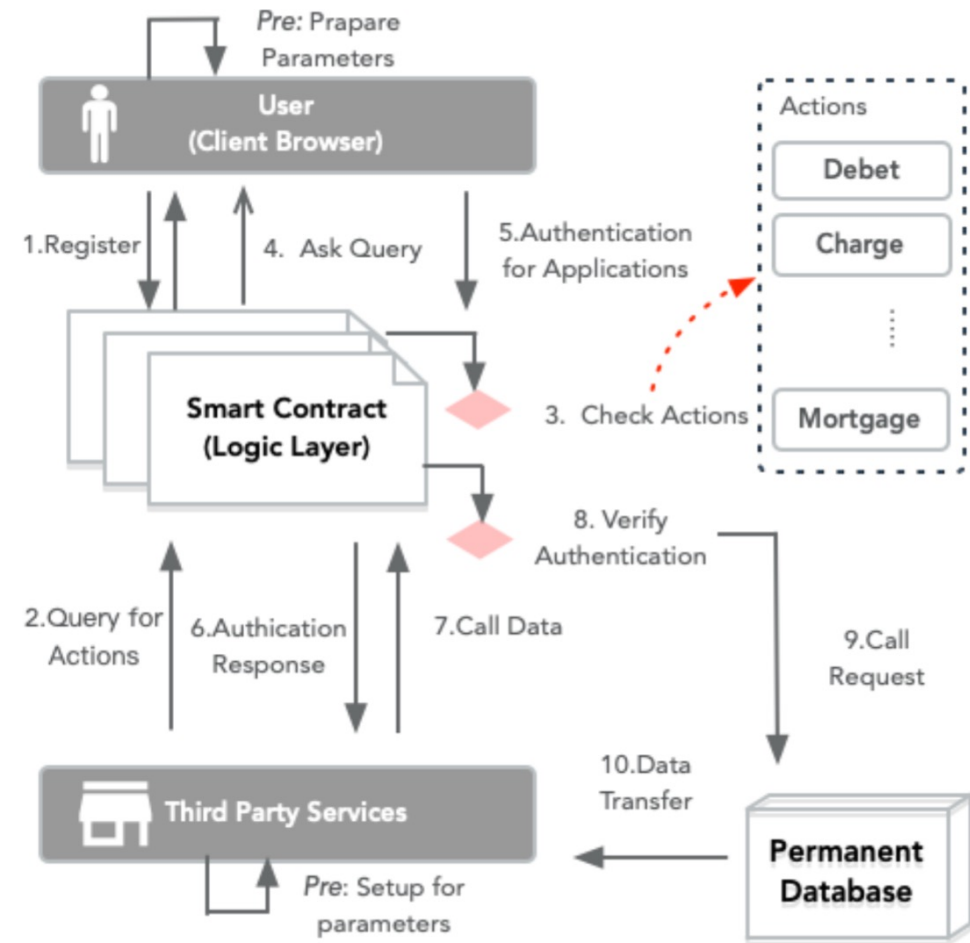 Pre: Prapare
Parameters
User
(Client Browser)
Actions
Debet
Charge
Mortgage
1.Register
4. Ask Query
5.Authentication
for Applications
Smart Contract
(Logic Layer)
3. Check Actions
8. Verify
Authentication
2.Query for
Actions
6.Authication
Response
7.Call Data
9.Call
Request
10.Data
Transfer
Third Party Services
Permanent
Database
Pre: Setup for
parameters